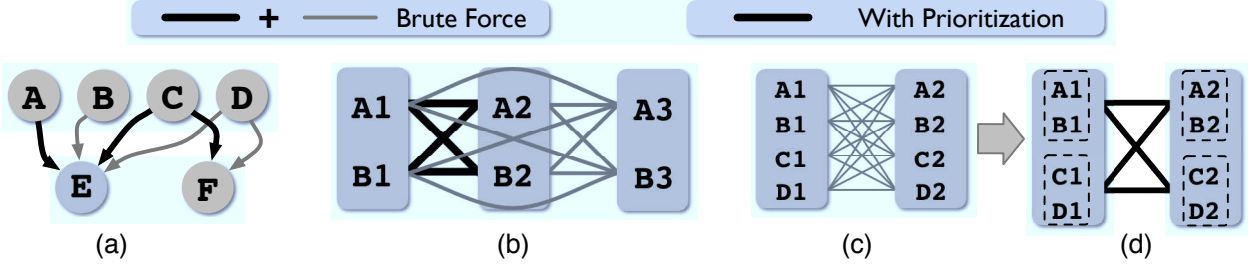 + Brute Force
With Prioritization
A B C D
E F
(a)
A1 A2 A3
B1 B2 B3
(b)
A1 A2
B1 B2
C1 C2
D1 D2
(c)
A1 A2
B1 B2
C1 C2
D1 D2
(d)